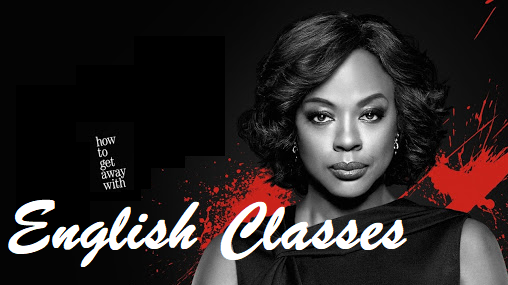 how
to
get
away
with
English Classes